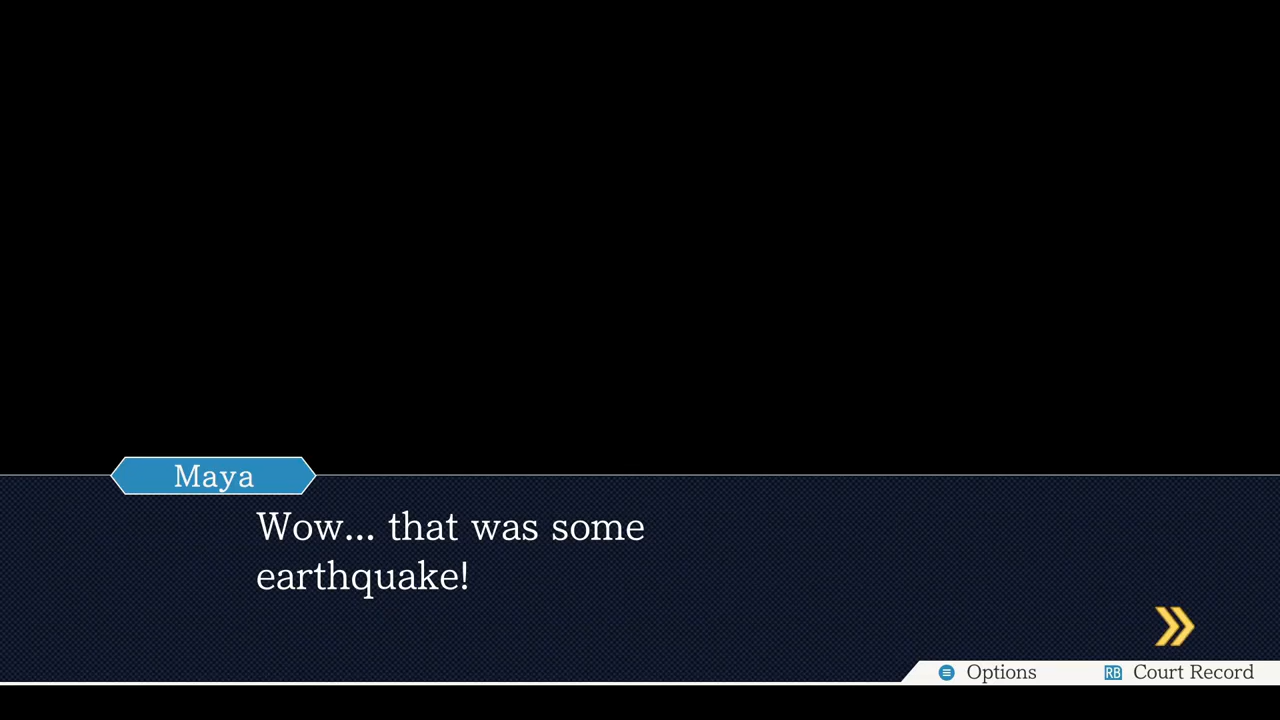 Maya
Wow... that was some
earthquake!
Options
RB Court Record